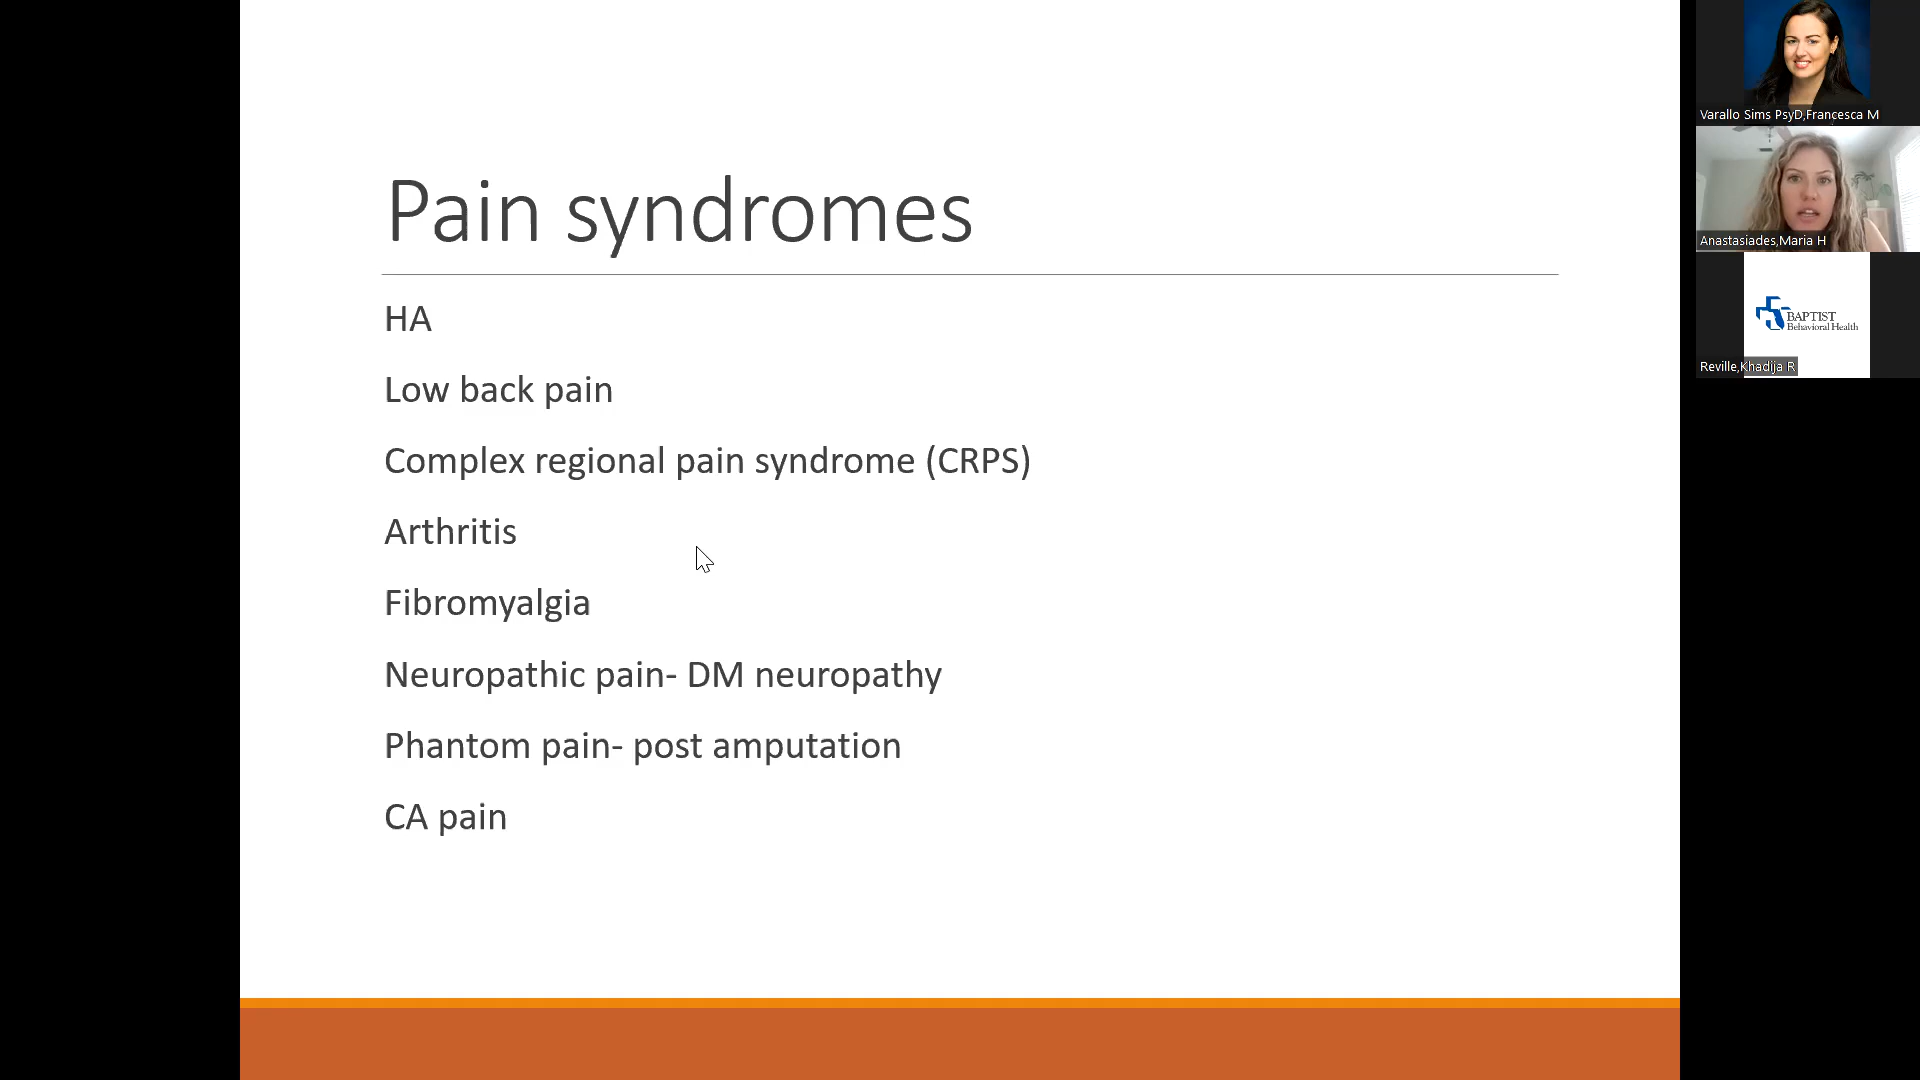 Pain syndromes
HA
Low back pain
Complex regional pain syndrome (CRPS)
Arthritis
Fibromyalgia
Neuropathic pain- DM neuropathy
Phantom pain- post amputation
CA pain
Varallo Sims PsyD,Francesca M
Anastasiades,Maria H
BAPTIST
Behavioral Health
Reville,Khadija R